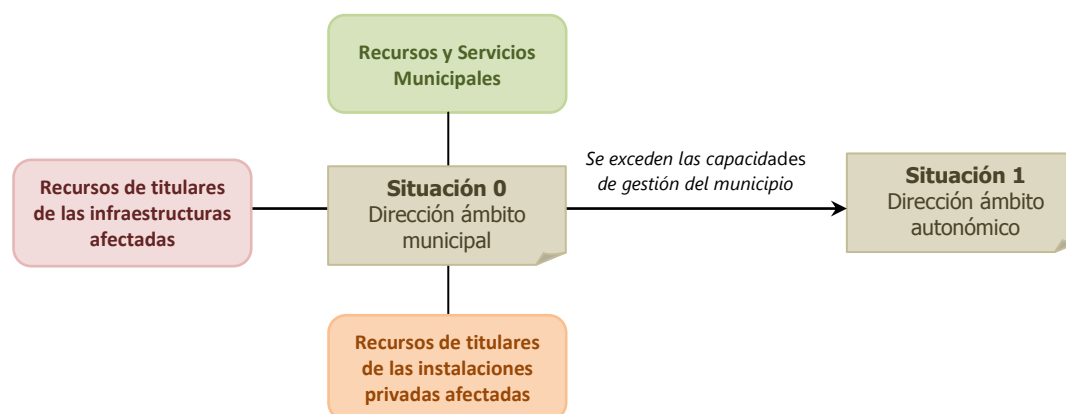 Recursos y Servicios
Municipales
Recursos de titulares
de las infraestructuras
afectadas
Situación 0
Dirección ámbito
municipal
Se exceden las capacidades
de gestión del municipio
Situación 1
Dirección ámbito
autonómico
Recursos de titulares
de las instalaciones
privadas afectadas